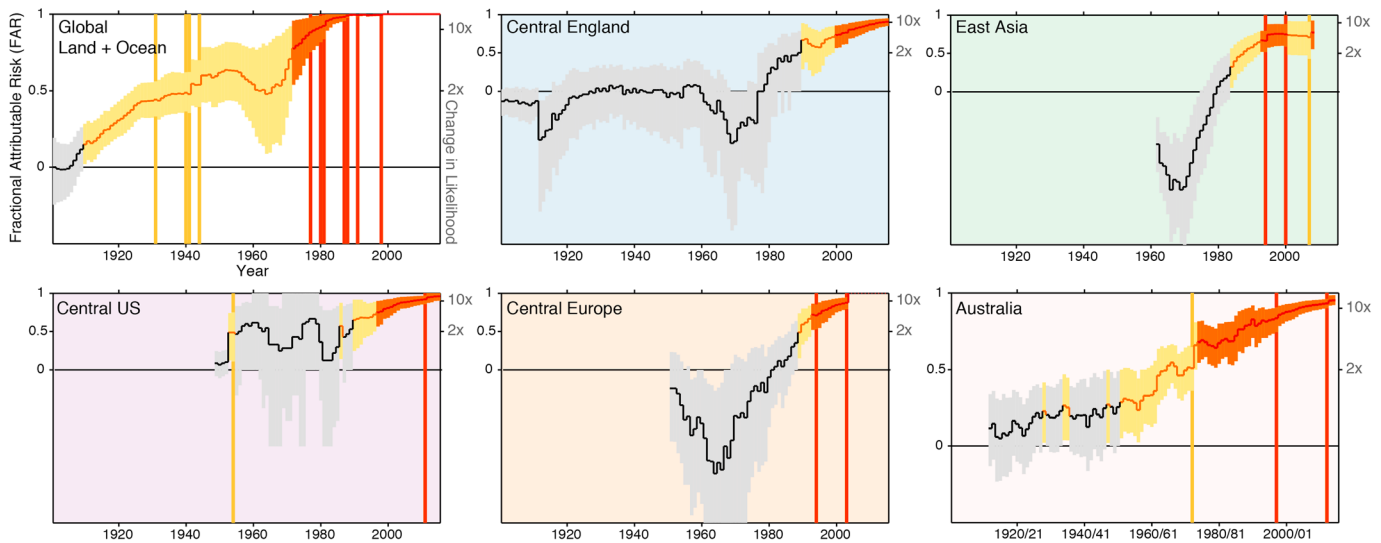 Fractional Attributable Risk (FAR)
1
0.5
0
Global
Land + Ocean
10x
2x
Change in Likelihood
1920
1940
1960
1980
2000
Year
1
0.5
0
Central England
10x
2x
1920
1940
1960
1980
2000
1
0.5
0
East Asia
10x
2x
1920
1940
1960
1980
2000
1
0.5
0
Central US
10x
2x
1920
1940
1960
1980
2000
1
0.5
0
Central Europe
10x
2x
1920
1940
1960
1980
2000
1
0.5
0
Australia
10x
2x
1920/21
1940/41
1960/61
1980/81
2000/01